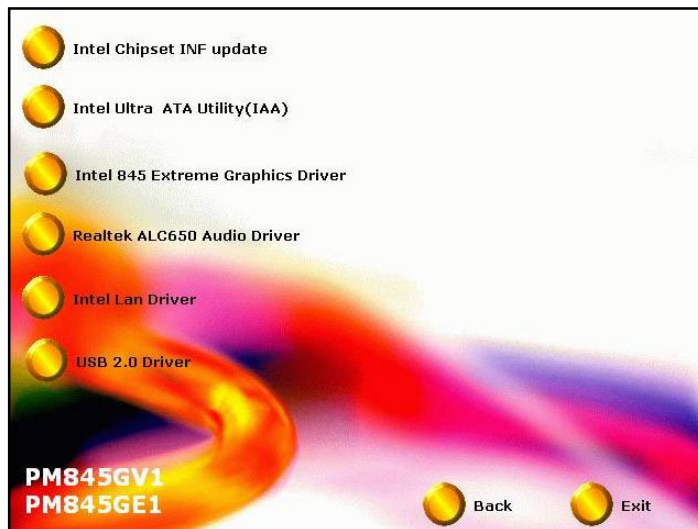 Intel Chipset INF update
Intel Ultra ATA Utility(IAA)
Intel 845 Extreme Graphics Driver
Realtek ALC650 Audio Driver
Intel Lan Driver
USB 2.0 Driver
PM845GV1
PM845GE1
Back
Exit